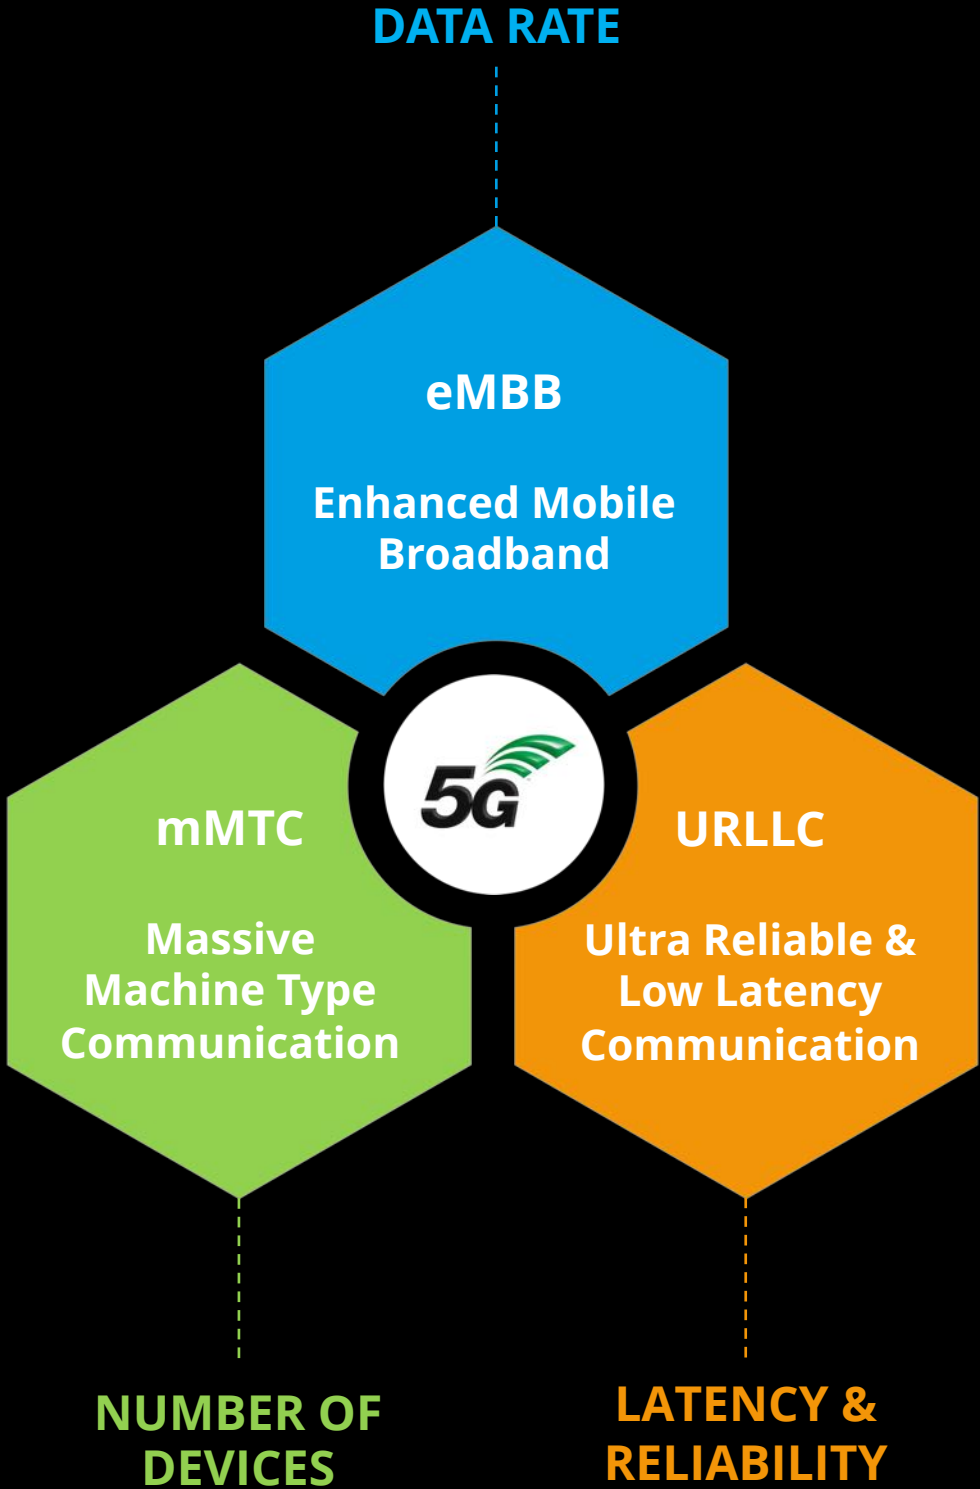 DATA RATE
eMBB
Enhanced Mobile
Broadband
5G
mMTC
Massive
Machine Type
Communication
URLLC
Ultra Reliable &
Low Latency
Communication
NUMBER OF
DEVICES
LATENCY &
RELIABILITY